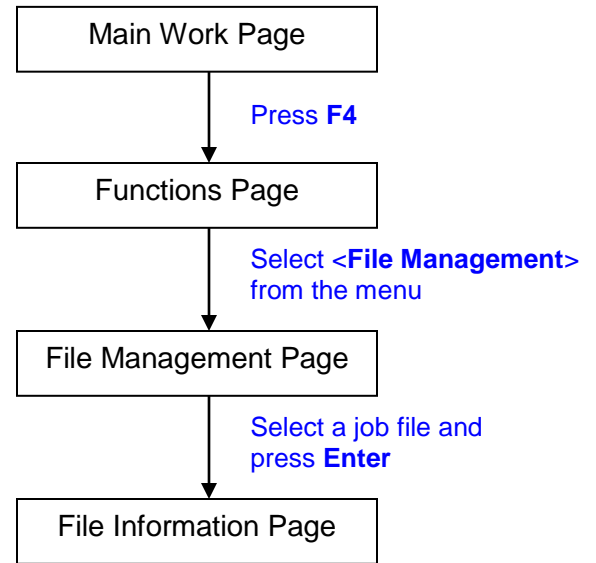 Main Work Page
Press F4
Functions Page
Select <File Management>
from the menu
File Management Page
Select a job file and
press Enter
File Information Page